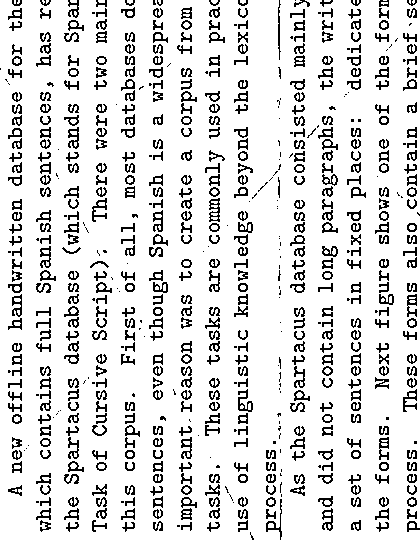 A new offline handwritten database for the
which contains full Spanish sentences, has re
the Spartacus database (which stands for Span
Task of Cursive Script). There were two main
this corpus. First of all, most databases do
sentences, even though Spanish is a widesprea
important reason was to create a corpus from
tasks. These tasks are commonly used in prac
use of linguistic knowledge beyond the lexico
process.
As the Spartacus database consisted mainly
and did not contain long paragraphs, the writ
a set of sentences in fixed places: dedicate
the forms. Next figure shows one of the form
process. These forms also contain a brief se